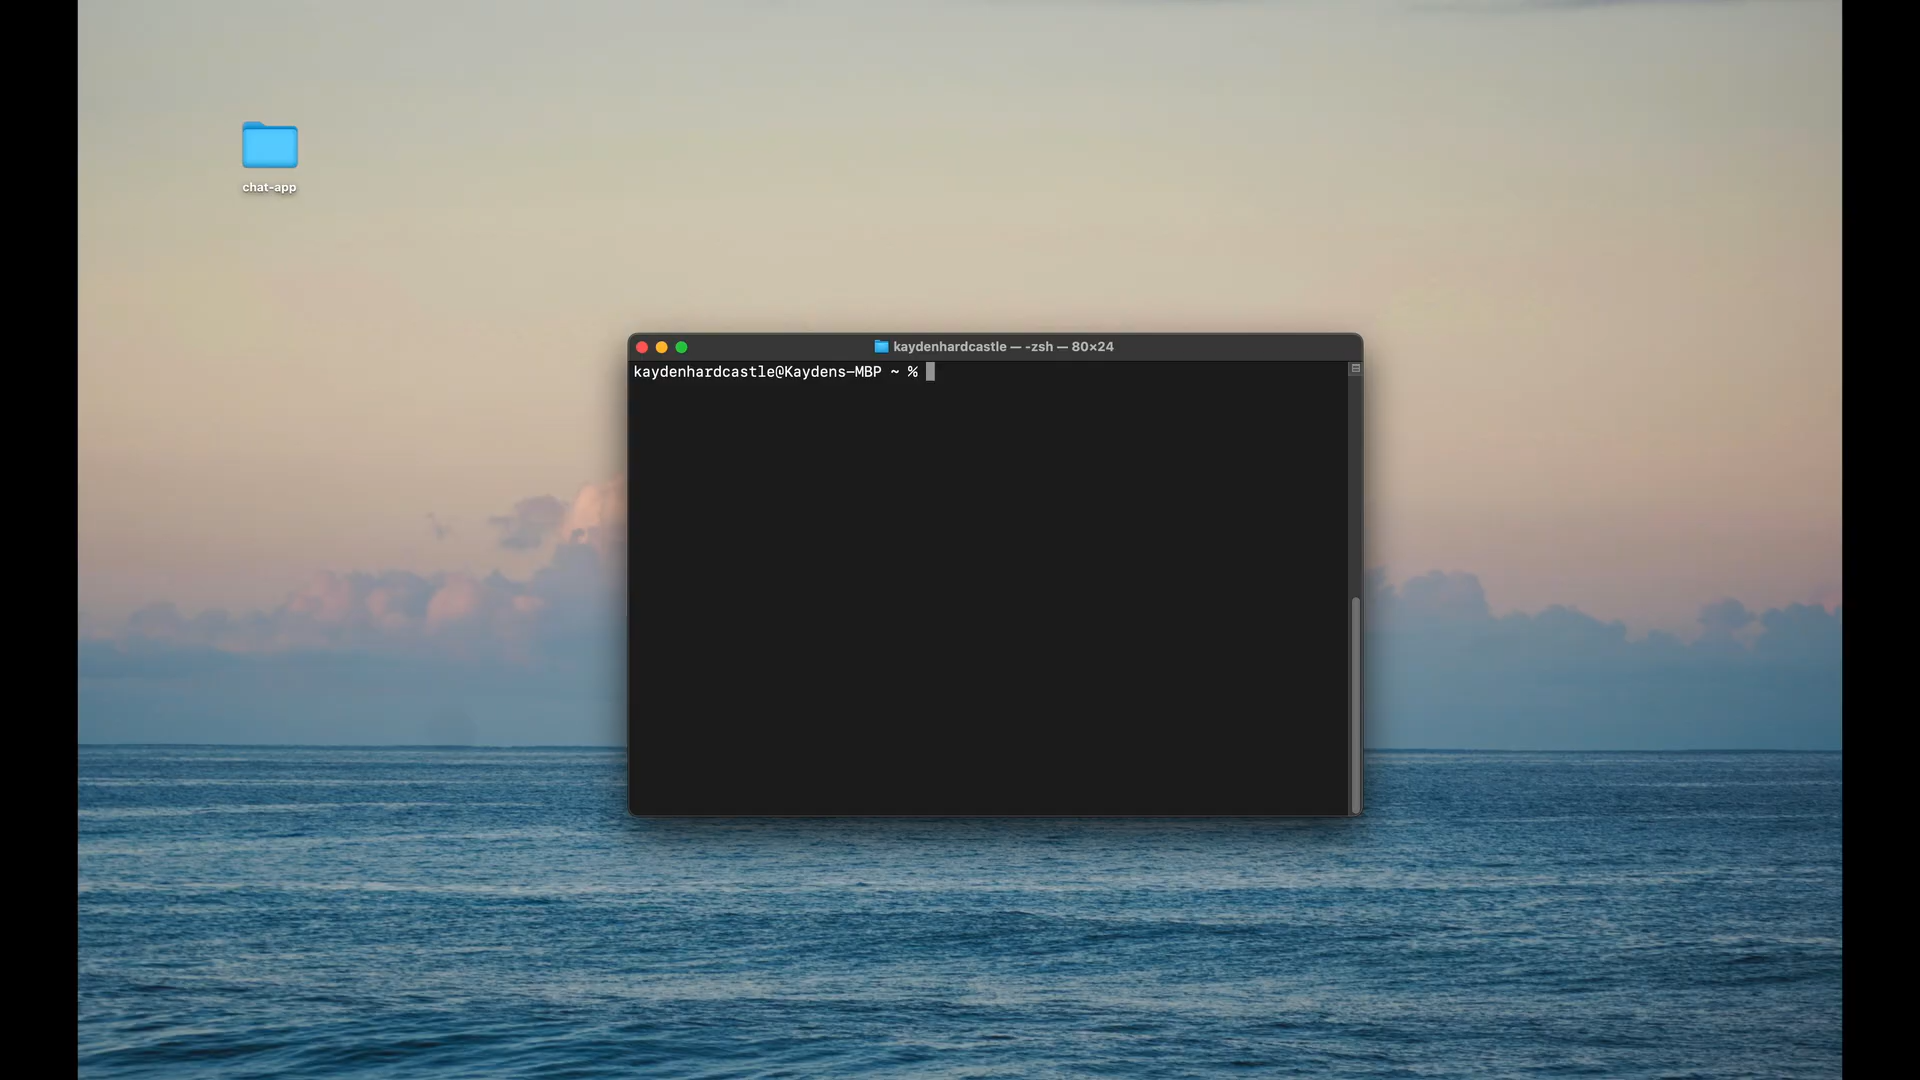 chat-app
kaydenhardcastle — -zsh — 80×24
kaydenhardcastle@Kaydens-MBP ~ %